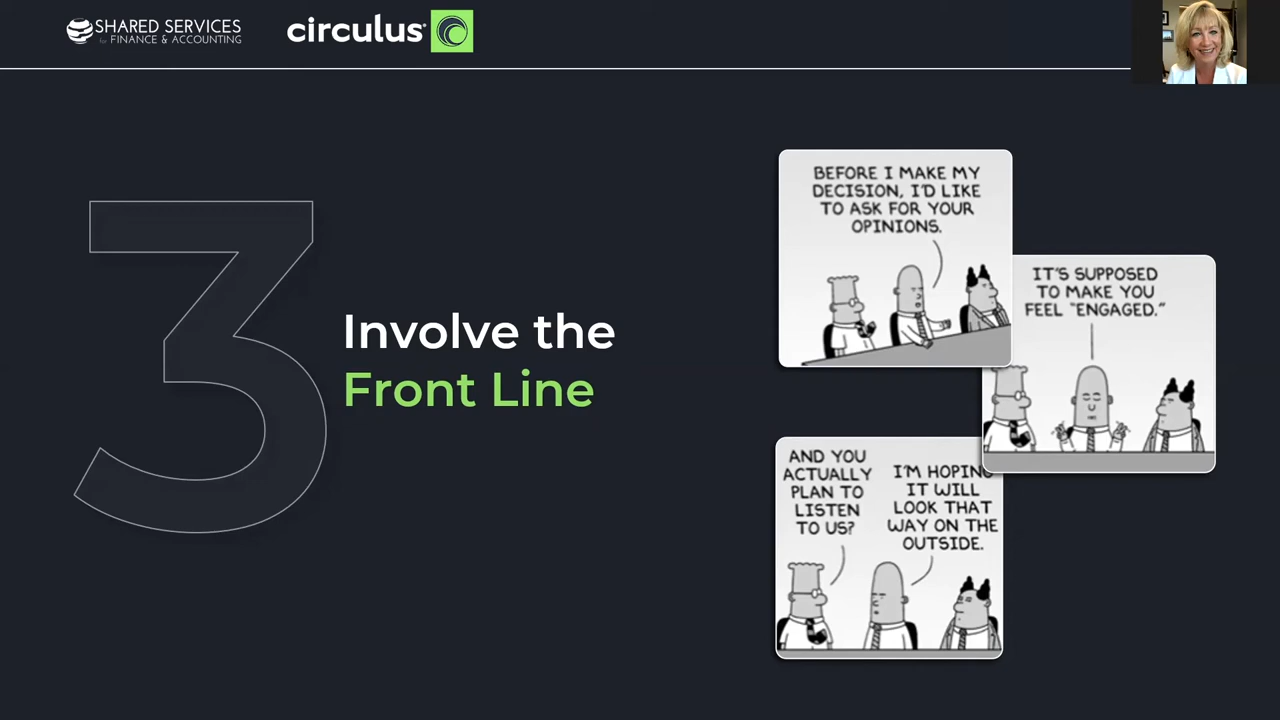 SHARED SERVICES
for FINANCE & ACCOUNTING
circulus®
3
Involve the
Front Line
BEFORE I MAKE MY
DECISION, I'D LIKE
TO ASK FOR YOUR
OPINIONS.
IT'S SUPPOSED
TO MAKE YOU
FEEL "ENGAGED."
AND YOU
ACTUALLY
PLAN TO
LISTEN
TO US?
I'M HOPING
IT WILL
LOOK THAT
WAY ON THE
OUTSIDE.